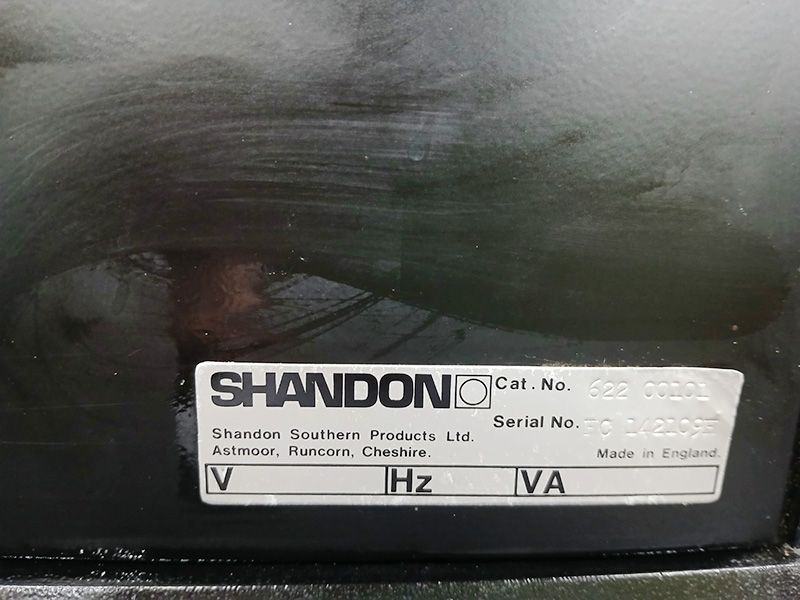 SHANDON
Cat. No. 622 00101
Serial No.
Shandon Southern Products Ltd.
Astmoor, Runcorn, Cheshire.
Made in England.
V Hz VA